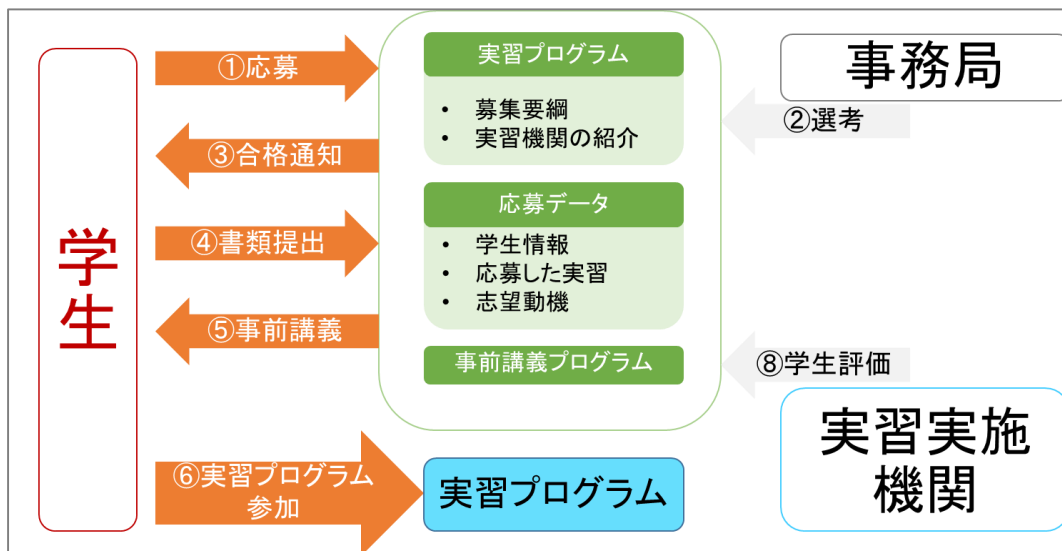 学生
①応募
③合格通知
④書類提出
⑤事前講義
⑥実習プログラム
参加
実習プログラム
• 募集要綱
• 実習機関の紹介
応募データ
• 学生情報
• 応募した実習
• 志望動機
事前講義プログラム
実習プログラム
事務局
②選考
⑧学生評価
実習実施
機関